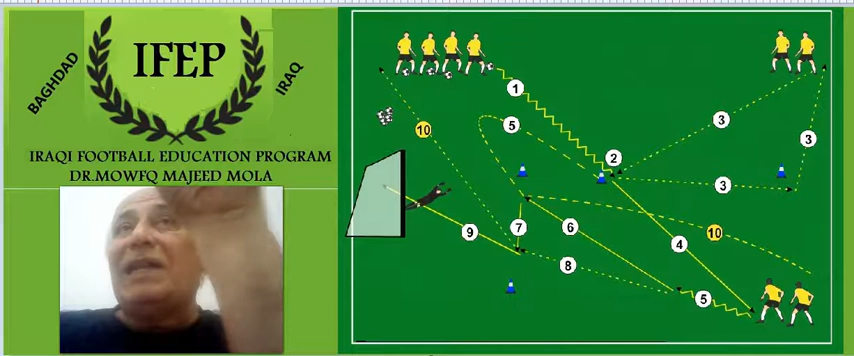 IFEP
BAGHDAD
IRAQ
IRAQI FOOTBALL EDUCATION PROGRAM
DR.MOWFQ MAJEED MOLA
1
2
3
3
3
4
5
5
6
7
8
9
10
10